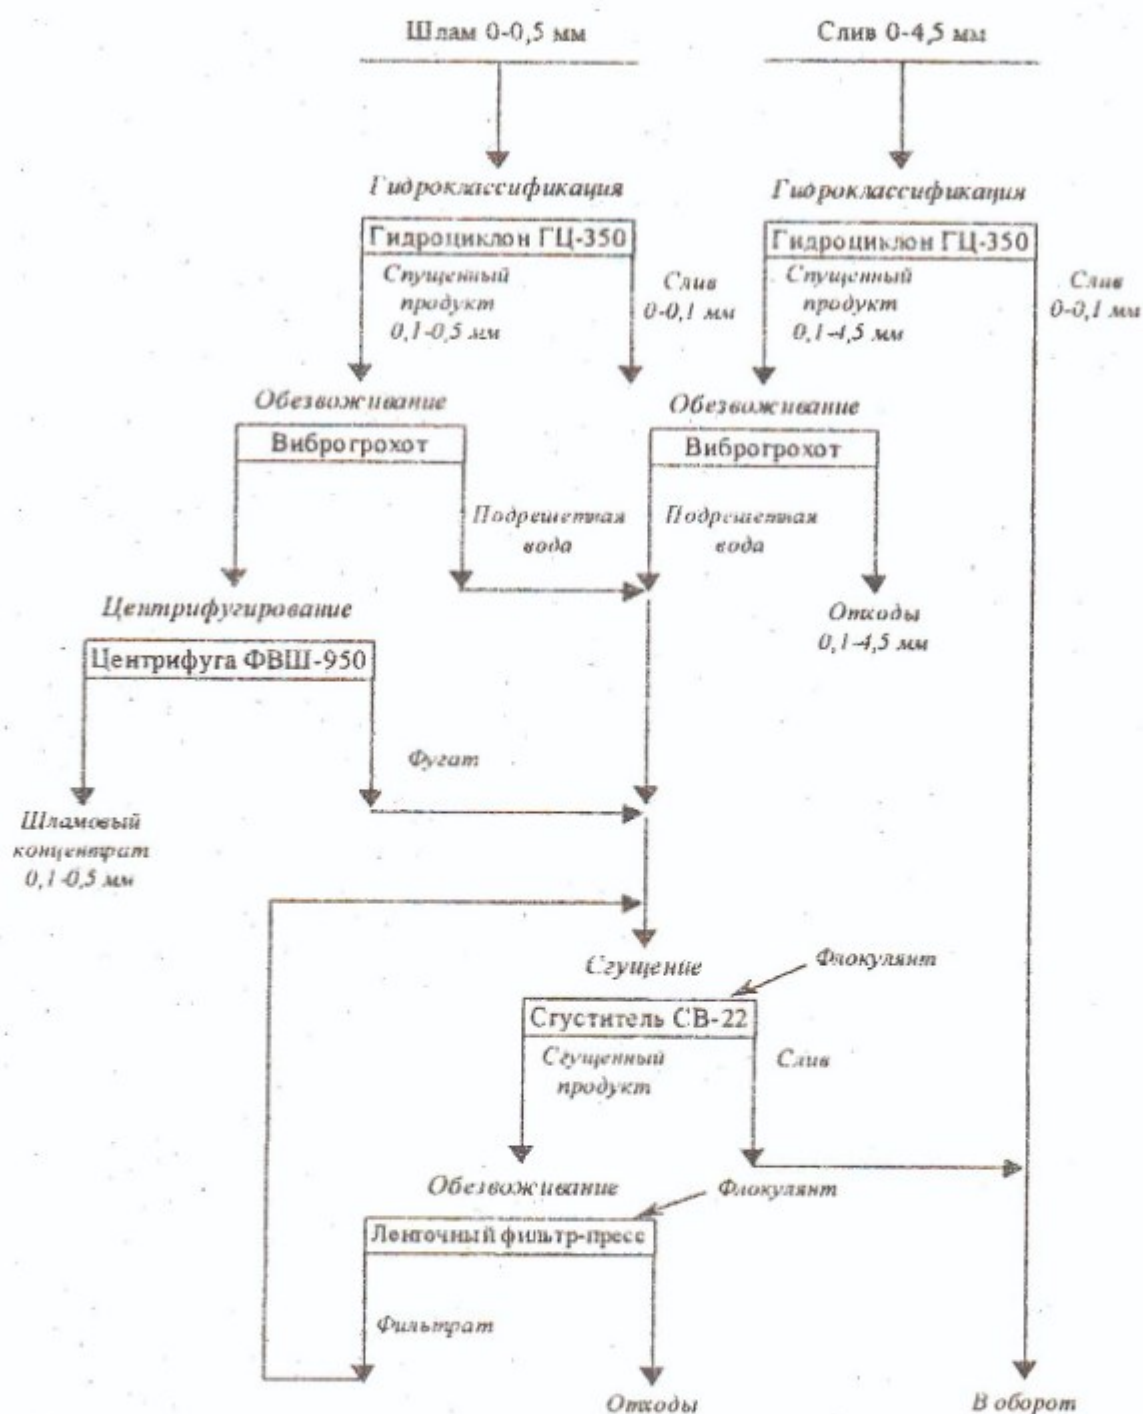 Шлам 0-0,5 мм
Слив 0-4,5 мм
Гидроклассификация
Гидроклассификация
Гидроциклон ГЦ-350
Гидроциклон ГЦ-350
Спущенный
продукт
0,1-0,5 мм
Слив
0-0,1 мм
Спущенный
продукт
0,1-4,5 мм
Слив
0-0,1 мм
Обезвоживание
Обезвоживание
Виброгрохот
Виброгрохот
Подрешетная
вода
Подрешетная
вода
Центрифугирование
Отходы
0,1-4,5 мм
Центрифуга ФВШ-950
Фугат
Шламовый
концентрат
0,1-0,5 мм
Сгущение
Флокулянт
Сгуститель СВ-22
Сгущенный
продукт
Слив
Обезвоживание
Флокулянт
Ленточный фильтр-пресс
Фильтрат
Отходы
В оборот